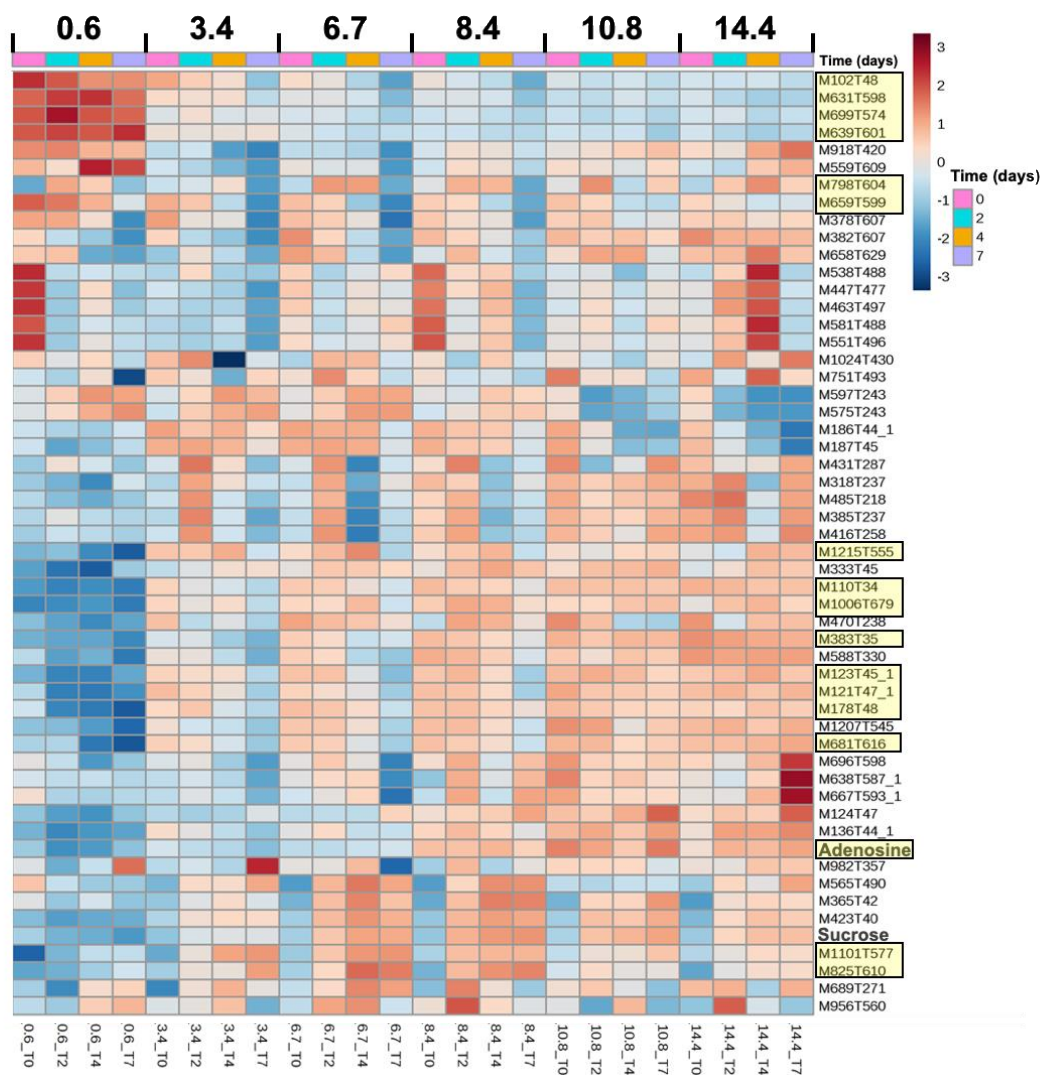 0.6 3.4 6.7 8.4 10.8 14.4
Time (days)
M102T48
M631T598
M699T574
M639T601
M918T420
M559T609
M798T604
M659T599
M378T607
M382T607
M658T629
M538T488
M447T477
M463T497
M581T488
M551T496
M1024T430
M751T493
M597T243
M575T243
M186T44_1
M187T45
M431T287
M318T237
M485T218
M385T237
M416T258
M1215T555
M333T45
M110T34
M1006T679
M470T238
M383T35
M588T330
M123T45_1
M121T47_1
M178T48
M1207T545
M681T616
M696T598
M638T587_1
M667T593_1
M124T47
M136T44_1
Adenosine
M982T357
M565T490
M365T42
M423T40
Sucrose
M1101T577
M825T610
M689T271
M956T560
3
2
1
0
-1
-2
-3
Time (days)
0
2
4
7
0.6_T0
0.6_T2
0.6_T4
0.6_T7
3.4_T0
3.4_T2
3.4_T4
3.4_T7
6.7_T0
6.7_T2
6.7_T4
6.7_T7
8.4_T0
8.4_T2
8.4_T4
8.4_T7
10.8_T0
10.8_T2
10.8_T4
10.8_T7
14.4_T0
14.4_T2
14.4_T4
14.4_T7